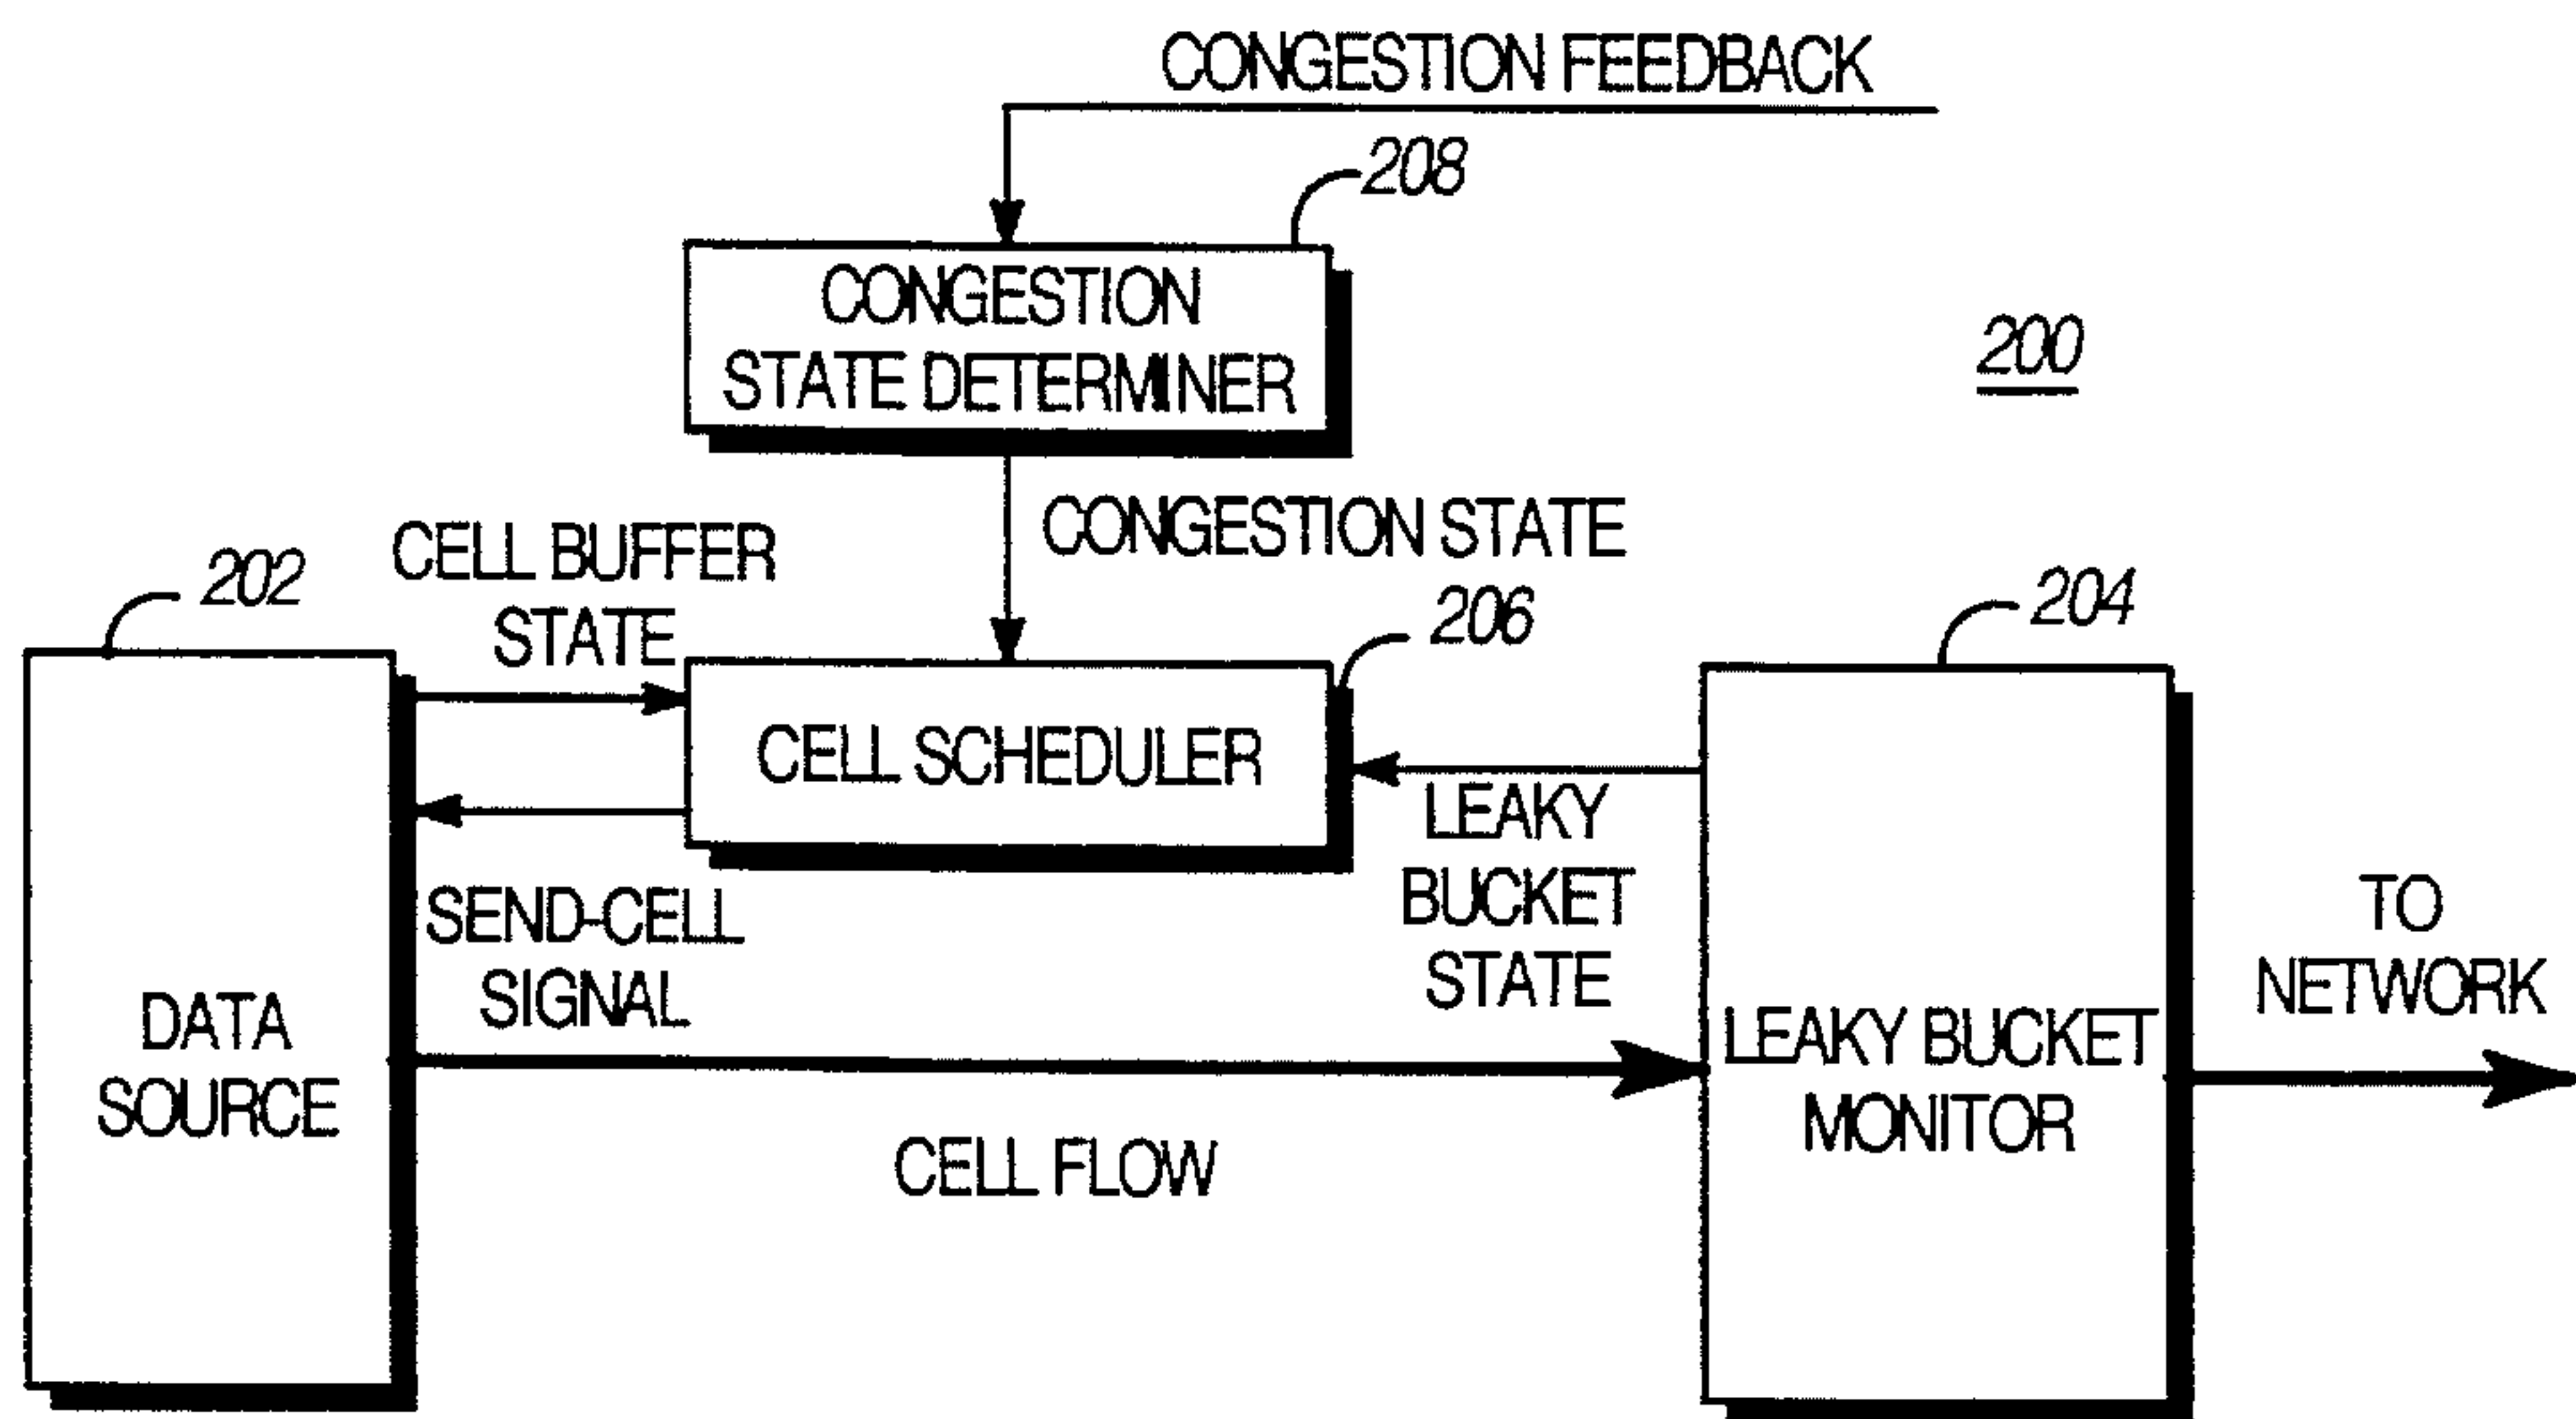 CONGESTION FEEDBACK
208
CONGESTION
STATE DETERMINER
200
CONGESTION STATE
202
CELL BUFFER
STATE
206
204
CELL SCHEDULER
LEAKY
BUCKET
STATE
SEND-CELL
SIGNAL
DATA
SOURCE
LEAKY BUCKET
MONITOR
TO
NETWORK
CELL FLOW